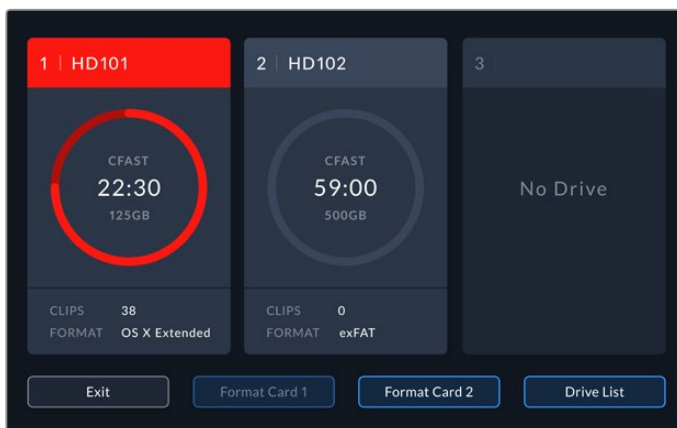 1 | HD101
CFAST
22:30
125GB
CLIPS 38
FORMAT OS X Extended
2 | HD102
CFAST
59:00
500GB
CLIPS 0
FORMAT exFAT
3 |
No Drive
Exit
Format Card 1
Format Card 2
Drive List